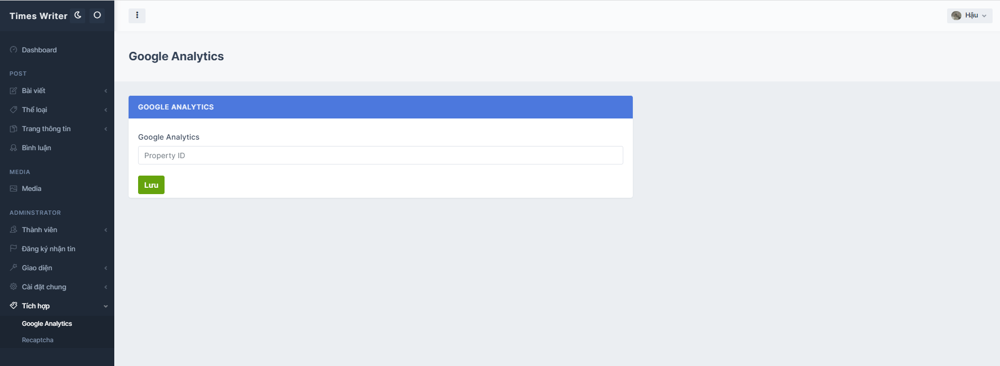 Times Writer
Hậu
Dashboard
POST
Bài viết
Thể loại
Trang thông tin
Bình luận
MEDIA
Media
ADMINSTRATOR
Thành viên
Đăng ký nhận tin
Giao diện
Cài đặt chung
Tích hợp
Google Analytics
Recaptcha
Google Analytics
GOOGLE ANALYTICS
Google Analytics
Property ID
Lưu